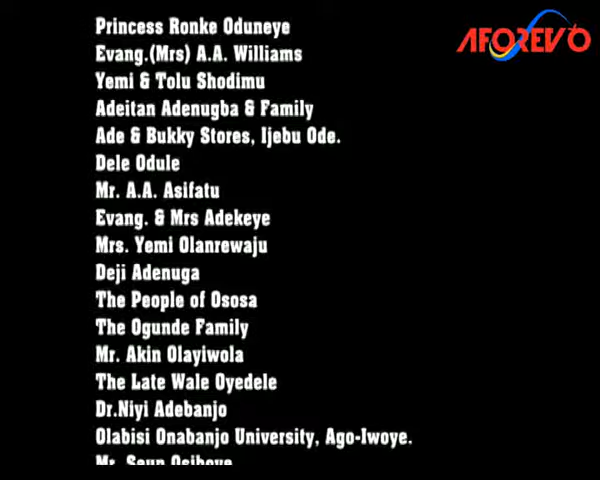 Princess Ronke Oduneye
AFOREVO
Evang.(Mrs) A.A. Williams
Yemi & Tolu Shodimu
Adeitan Adenugba & Family
Ade & Bukky Stores, Ijebu Ode.
Dele Odule
Mr. A.A. Asifatu
Evang. & Mrs Adekeye
Mrs. Yemi Olanrewaju
Deji Adenuga
The People of Ososa
The Ogunde Family
Mr. Akin Olayiwola
The Late Wale Oyedele
Dr.Niyi Adebanjo
Olabisi Onabanjo University, Ago-Iwoye.
Mr. Seun